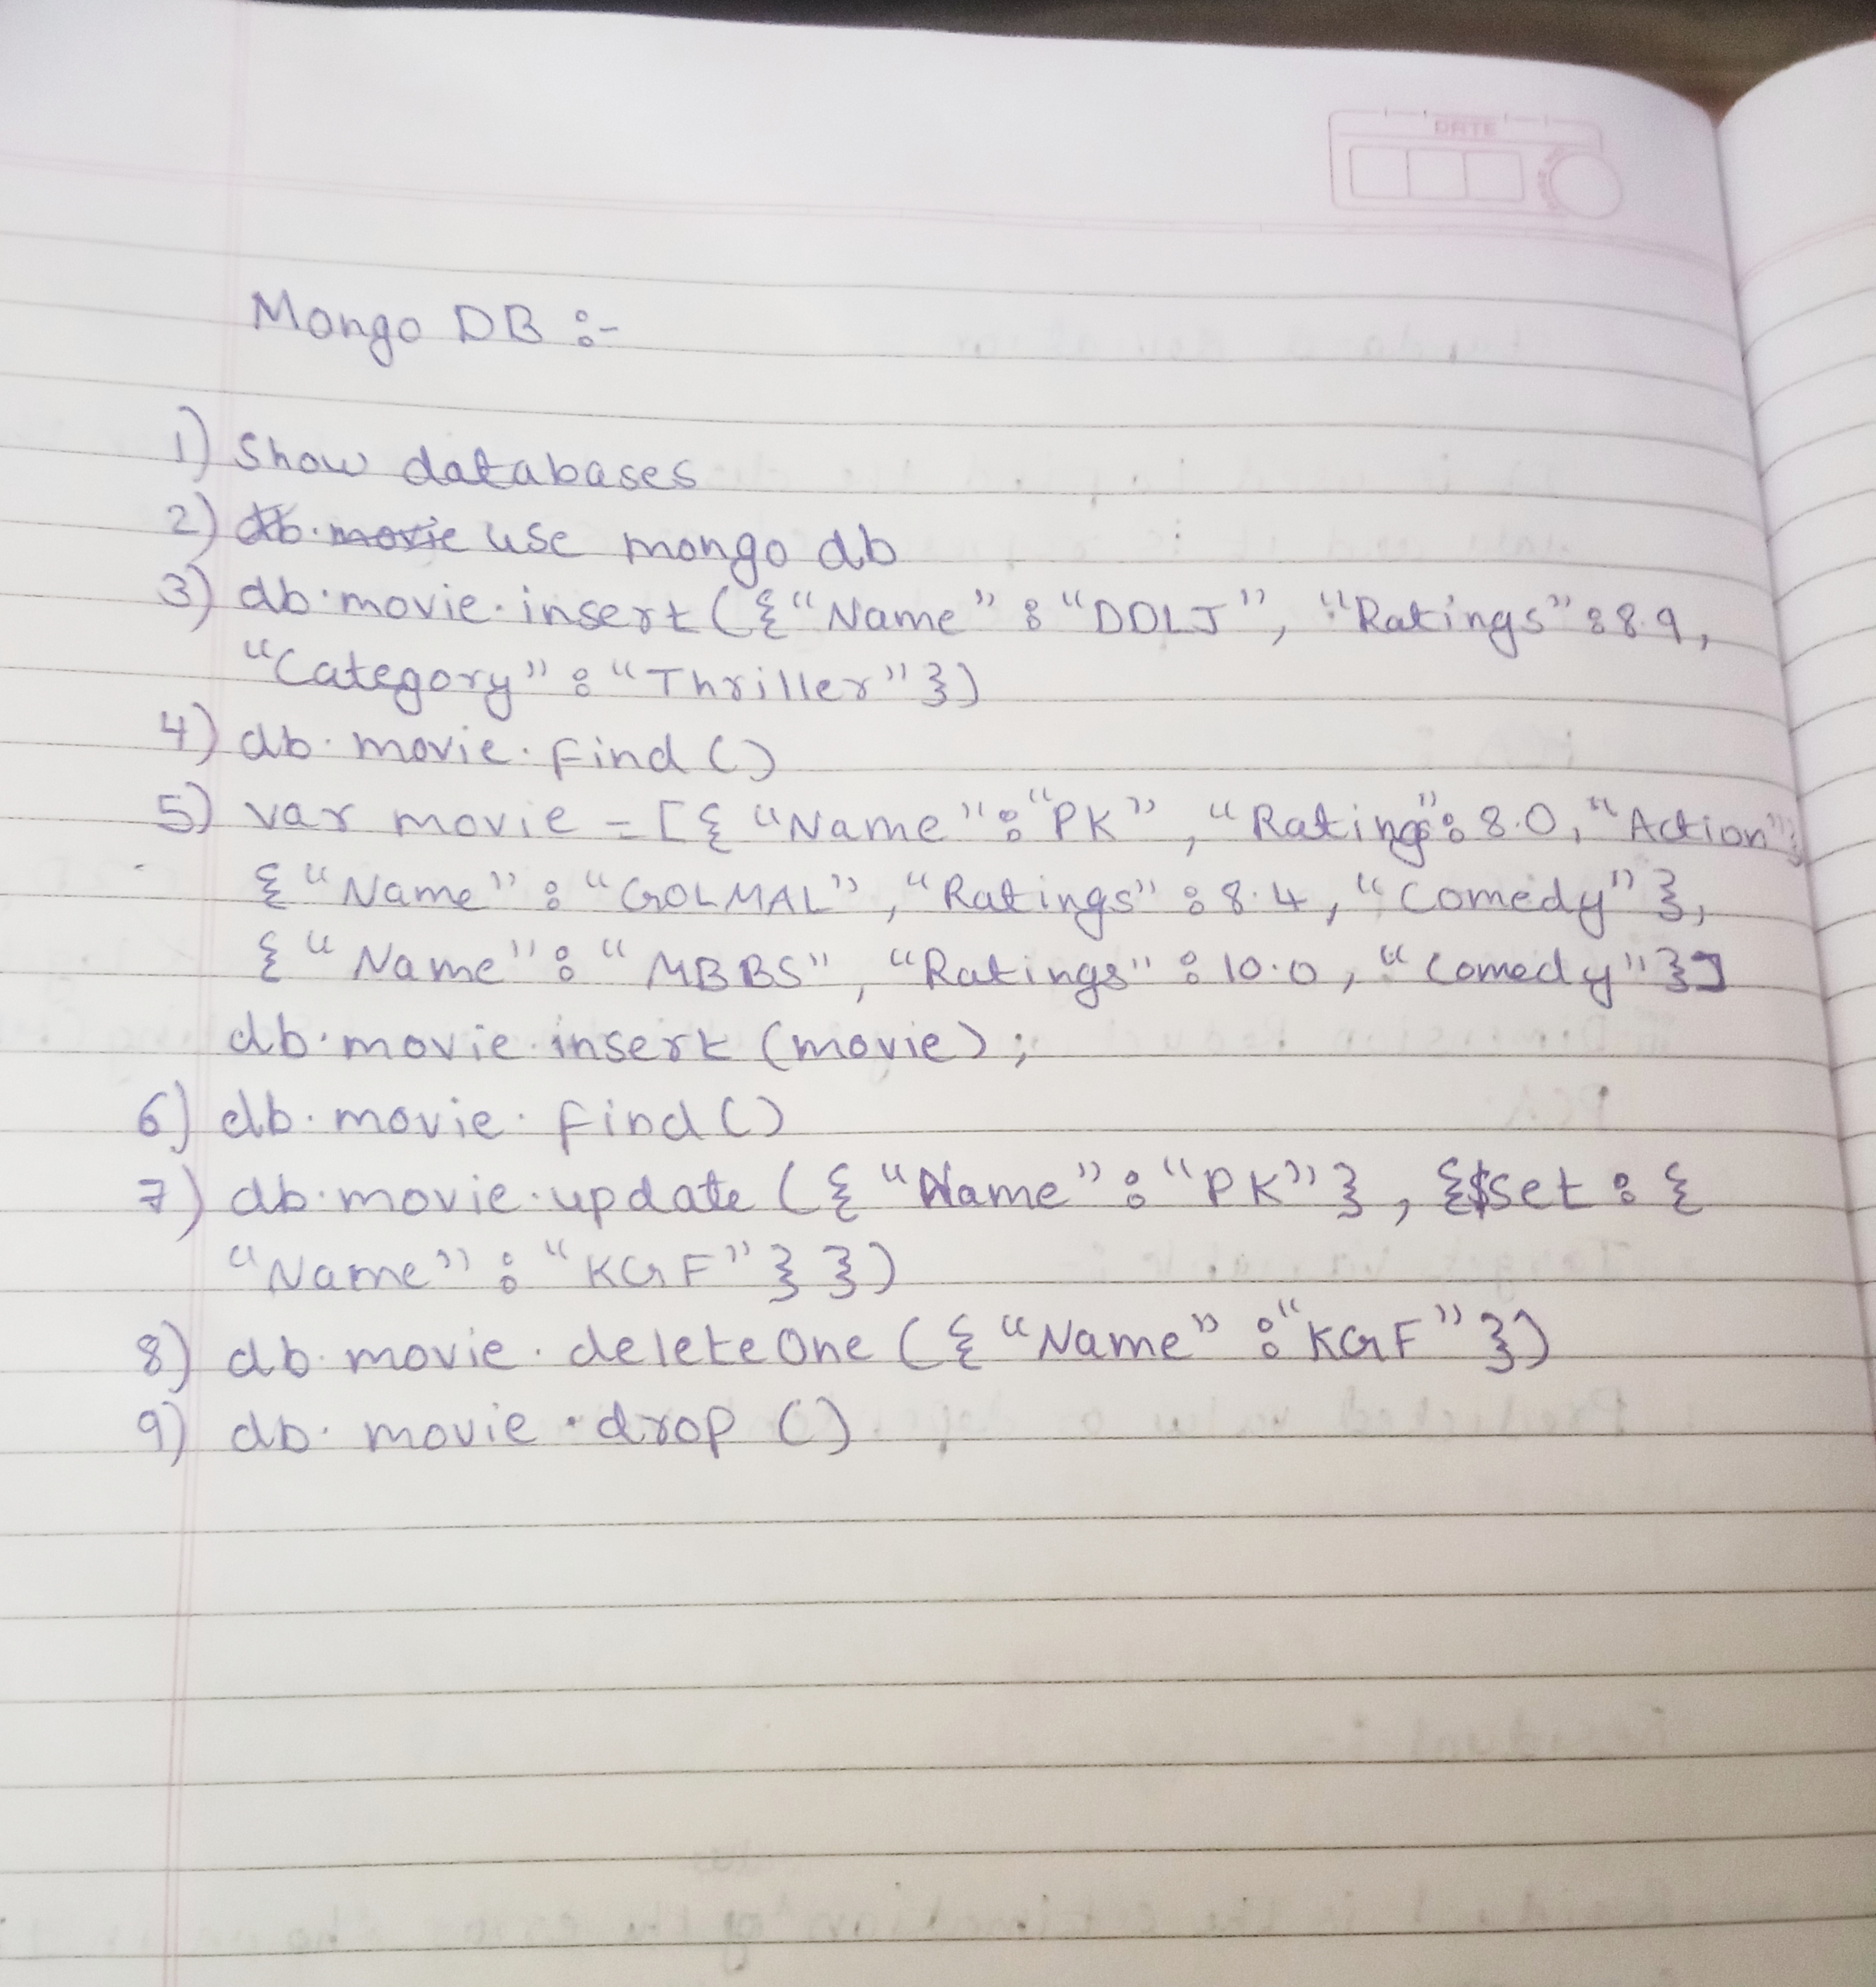 DATE
Mongo DB :-
1) Show databases
2) db.movie use mongo db
3) db.movie.insert({"Name" : "DDLJ", "Ratings" : 8.9,
"Category" : "Thriller"})
4) db.movie.find()
5) var movie = [{"Name" : "PK", "Rating" : 8.0, "Action"},
{"Name" : "GOLMAL", "Ratings" : 8.4, "Comedy"},
{"Name" : "MBBS", "Ratings" : 10.0, "Comedy"}]
db.movie.insert(movie);
6) db.movie.find()
7) db.movie.update({"Name" : "PK"}, {$set : {
"Name" : "KGF"}})
8) db.movie.deleteOne({"Name" : "KGF"})
9) db.movie.drop()